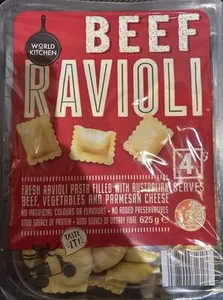 WORLD
KITCHEN
BEEF
RAVIOLI
4
SERVES
FRESH RAVIOLI PASTA FILLED WITH AUSTRALIAN
BEEF, VEGETABLES AND PARMESAN CHEESE
NO ARTIFICIAL COLOURS OR FLAVOURS • NO ADDED PRESERVATIVES
GOOD SOURCE OF PROTEIN • GOOD SOURCE OF DIETARY FIBRE 625 g
TASTE